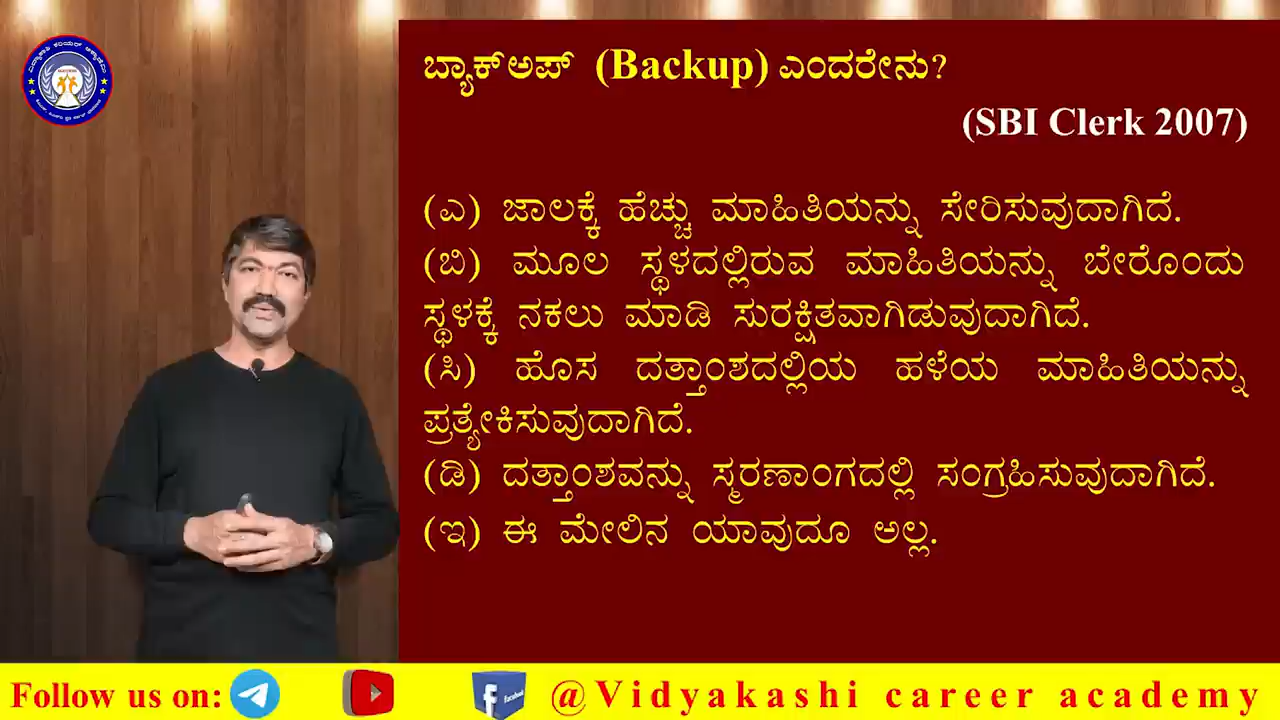 ಬ್ಯಾಕ್‌ಅಪ್ (Backup) ಎಂದರೇನು?
(SBI Clerk 2007)
(ಎ) ಜಾಲಕ್ಕೆ ಹೆಚ್ಚು ಮಾಹಿತಿಯನ್ನು ಸೇರಿಸುವುದಾಗಿದೆ.
(ಬಿ) ಮೂಲ ಸ್ಥಳದಲ್ಲಿರುವ ಮಾಹಿತಿಯನ್ನು ಬೇರೊಂದು
ಸ್ಥಳಕ್ಕೆ ನಕಲು ಮಾಡಿ ಸುರಕ್ಷಿತವಾಗಿಡುವುದಾಗಿದೆ.
(ಸಿ) ಹೊಸ ದತ್ತಾಂಶದಲ್ಲಿಯ ಹಳೆಯ ಮಾಹಿತಿಯನ್ನು
ಪ್ರತ್ಯೇಕಿಸುವುದಾಗಿದೆ.
(ಡಿ) ದತ್ತಾಂಶವನ್ನು ಸ್ಮರಣಾಂಗದಲ್ಲಿ ಸಂಗ್ರಹಿಸುವುದಾಗಿದೆ.
(ಇ) ಈ ಮೇಲಿನ ಯಾವುದೂ ಅಲ್ಲ.
Follow us on: Facebook @Vidyakashi career academy